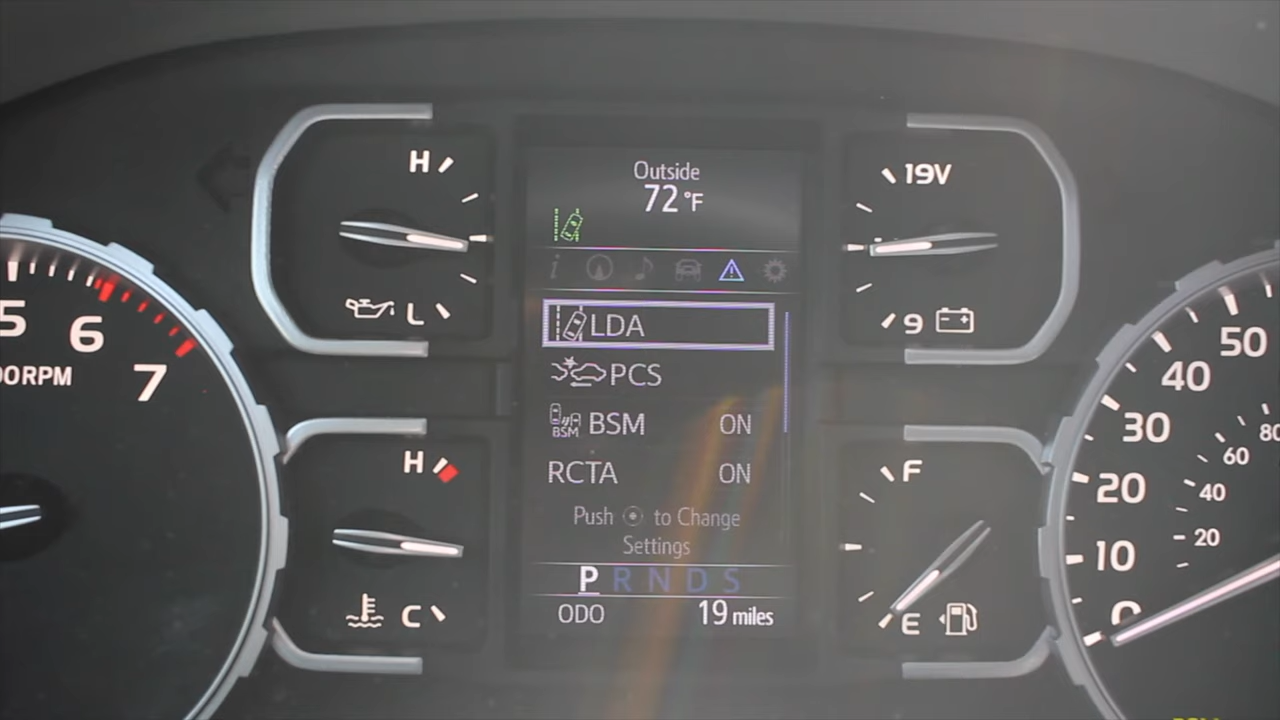 Outside
72°F
H
L
19V
9
LDA
PCS
BSM
BSM ON
RCTA ON
Push to Change
Settings
P R N D S
ODO 19 miles
H
C
F
E
5
6
7
50
40
30
20
10
0
80
60
40
20